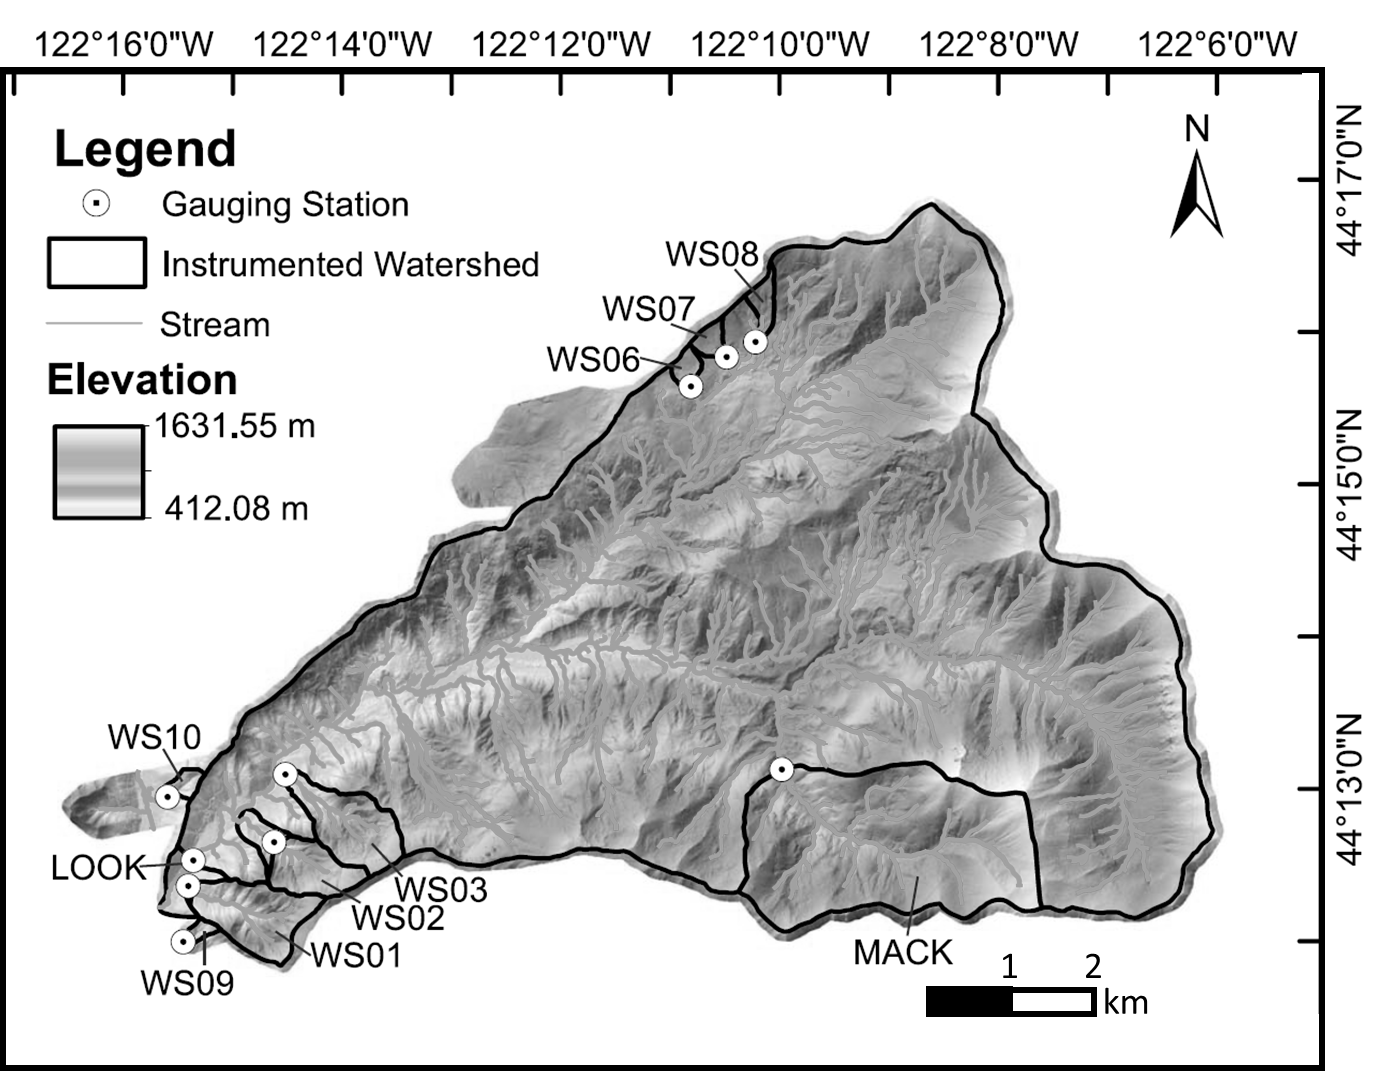 122°16'0"W 122°14'0"W 122°12'0"W 122°10'0"W 122°8'0"W 122°6'0"W
N
44°17'0"N
44°15'0"N
44°13'0"N
Legend
Gauging Station
Instrumented Watershed
Stream
Elevation
1631.55 m
412.08 m
WS08
WS07
WS06
WS10
LOOK
WS03
WS02
WS01
WS09
MACK
1 2
km